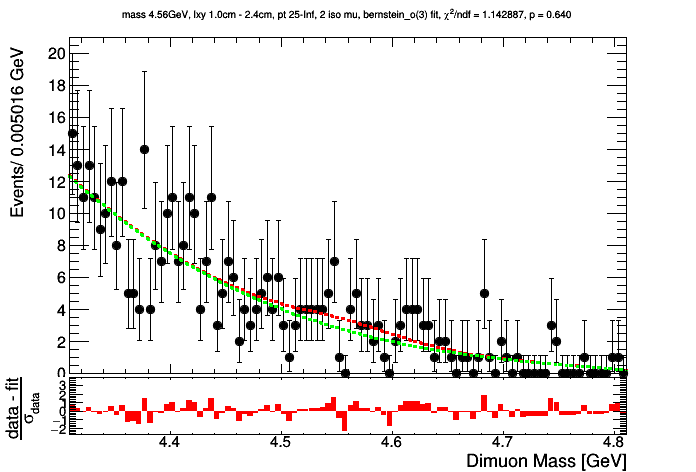 mass 4.56GeV, lxy 1.0cm - 2.4cm, pt 25-Inf, 2 iso mu, bernstein_o(3) fit, χ²/ndf = 1.142887, p = 0.640
Events/ 0.005016 GeV
20
18
16
14
12
10
8
6
4
2
0
data - fit
σdata
3
2
1
0
−1
−2
4.4 4.5 4.6 4.7 4.8
Dimuon Mass [GeV]